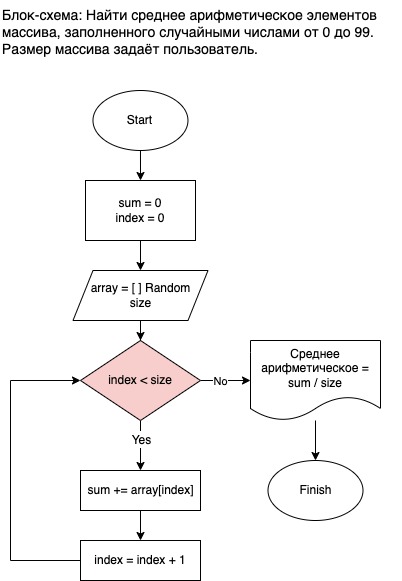 Блок-схема: Найти среднее арифметическое элементов
массива, заполненного случайными числами от 0 до 99.
Размер массива задаёт пользователь.
Start
sum = 0
index = 0
array = [ ] Random
size
index < size
No
Среднее
арифметическое =
sum / size
Yes
sum += array[index]
Finish
index = index + 1